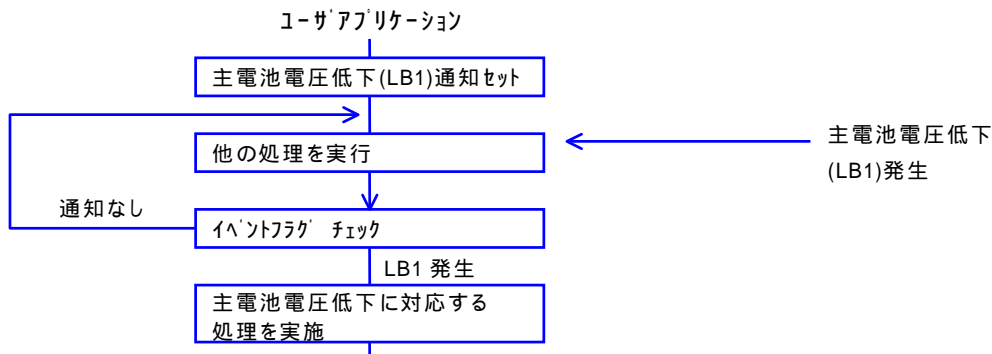 ﾕｰｻﾞｱﾌﾟﾘｹｰｼｮﾝ
主電池電圧低下(LB1)通知ｾｯﾄ
他の処理を実行
主電池電圧低下
(LB1)発生
通知なし
ｲﾍﾞﾝﾄﾌﾗｸﾞ ﾁｪｯｸ
LB1 発生
主電池電圧低下に対応する
処理を実施